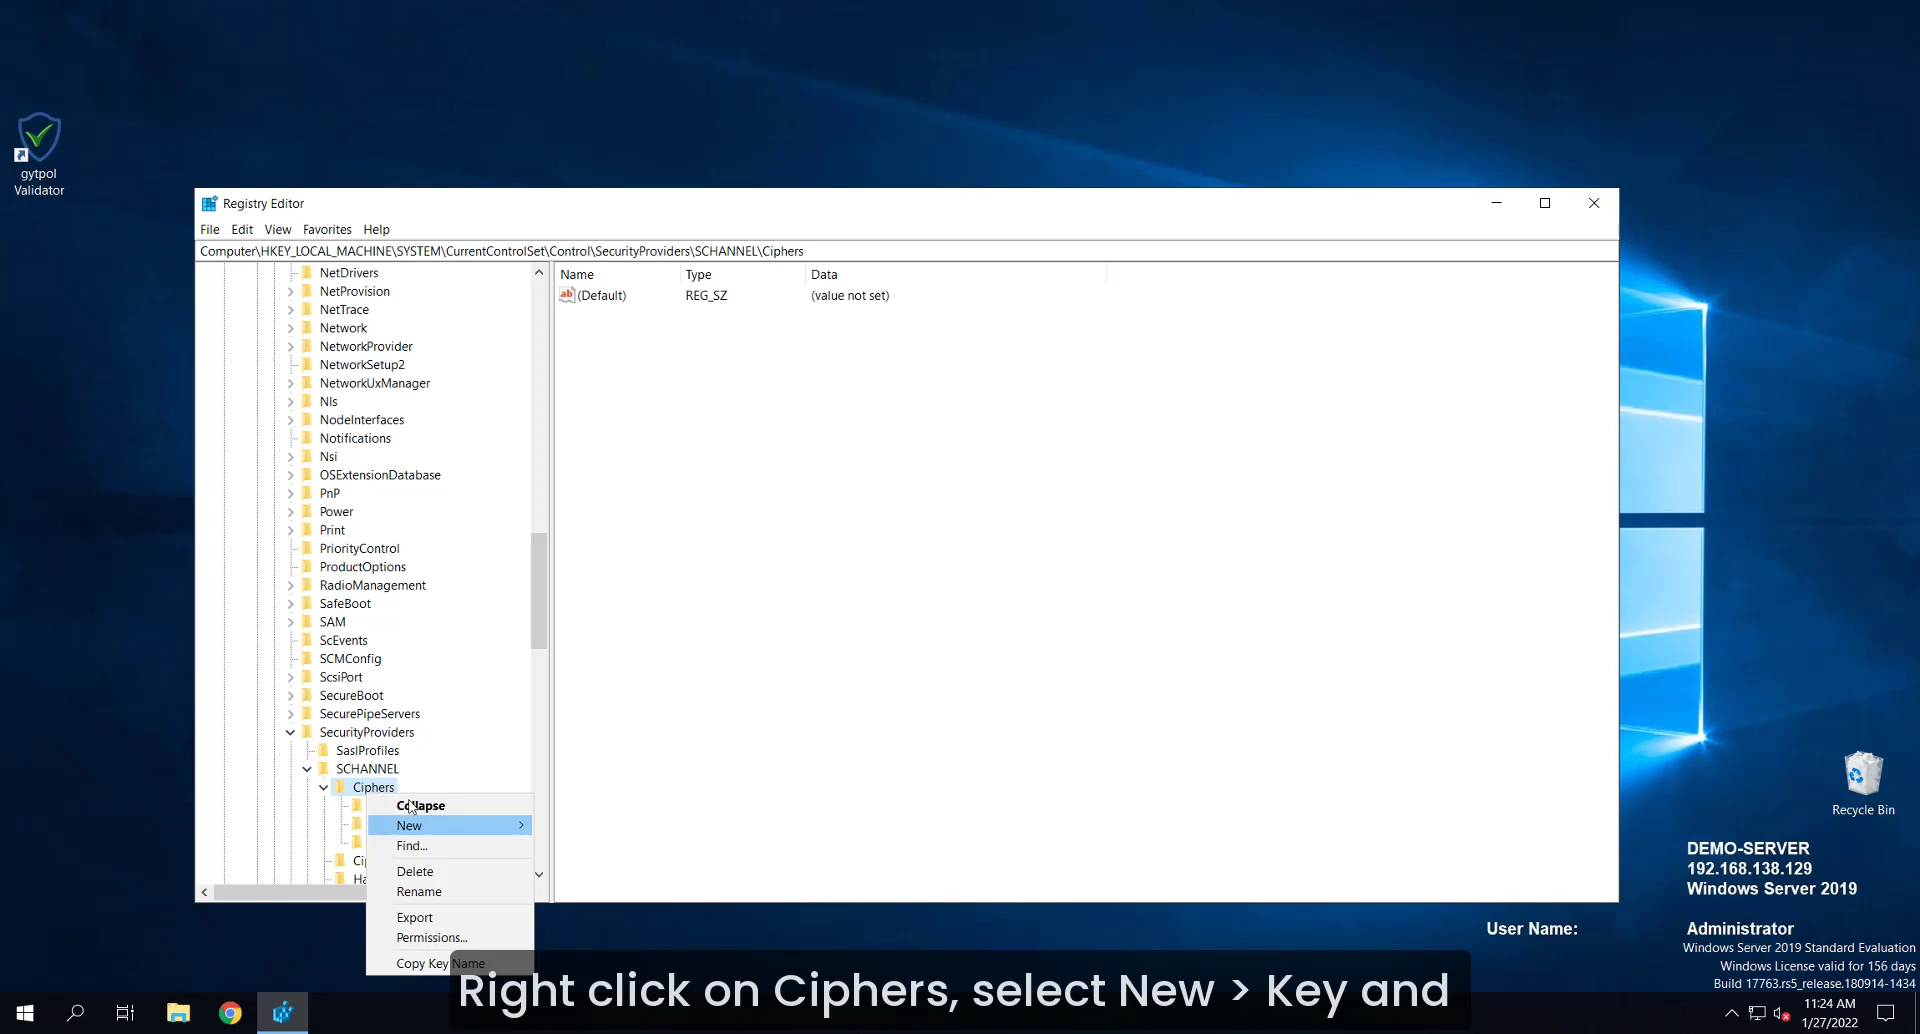 gytpol
Validator
Registry Editor
File Edit View Favorites Help
Computer\HKEY_LOCAL_MACHINE\SYSTEM\CurrentControlSet\Control\SecurityProviders\SCHANNEL\Ciphers
NetDrivers
NetProvision
NetTrace
Network
NetworkProvider
NetworkSetup2
NetworkUxManager
Nls
NodeInterfaces
Notifications
Nsi
OSExtensionDatabase
PnP
Power
Print
PriorityControl
ProductOptions
RadioManagement
SafeBoot
SAM
ScEvents
SCMConfig
ScsiPort
SecureBoot
SecurePipeServers
SecurityProviders
SaslProfiles
SCHANNEL
Ciphers
Name Type Data
ab (Default) REG_SZ (value not set)
Collapse
New
Find...
Delete
Rename
Export
Permissions...
Copy Key Name
Recycle Bin
DEMO-SERVER
192.168.138.129
Windows Server 2019
User Name: Administrator
Windows Server 2019 Standard Evaluation
Windows License valid for 156 days
Build 17763.rs5_release.180914-1434
Right click on Ciphers, select New > Key and
11:24 AM
1/27/2022